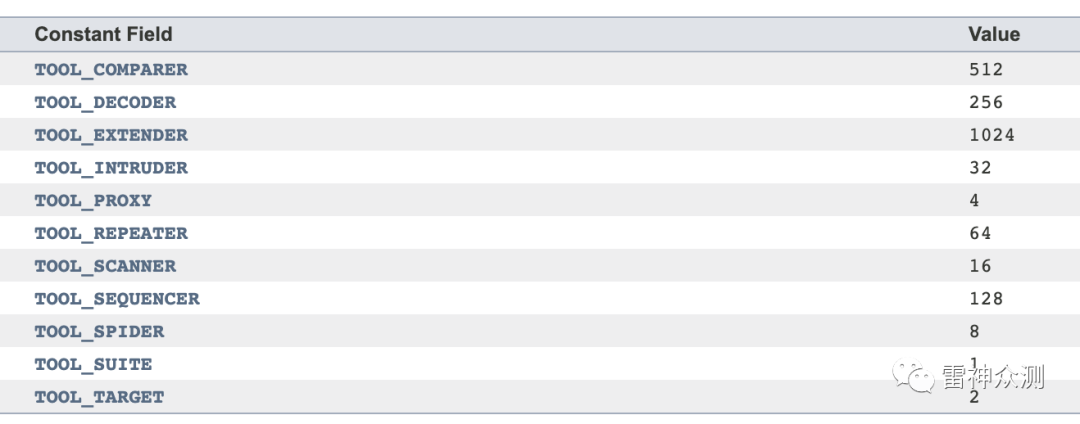 Constant Field Value
TOOL_COMPARER 512
TOOL_DECODER 256
TOOL_EXTENDER 1024
TOOL_INTRUDER 32
TOOL_PROXY 4
TOOL_REPEATER 64
TOOL_SCANNER 16
TOOL_SEQUENCER 128
TOOL_SPIDER 8
TOOL_SUITE 1
雷神众测
TOOL_TARGET 2